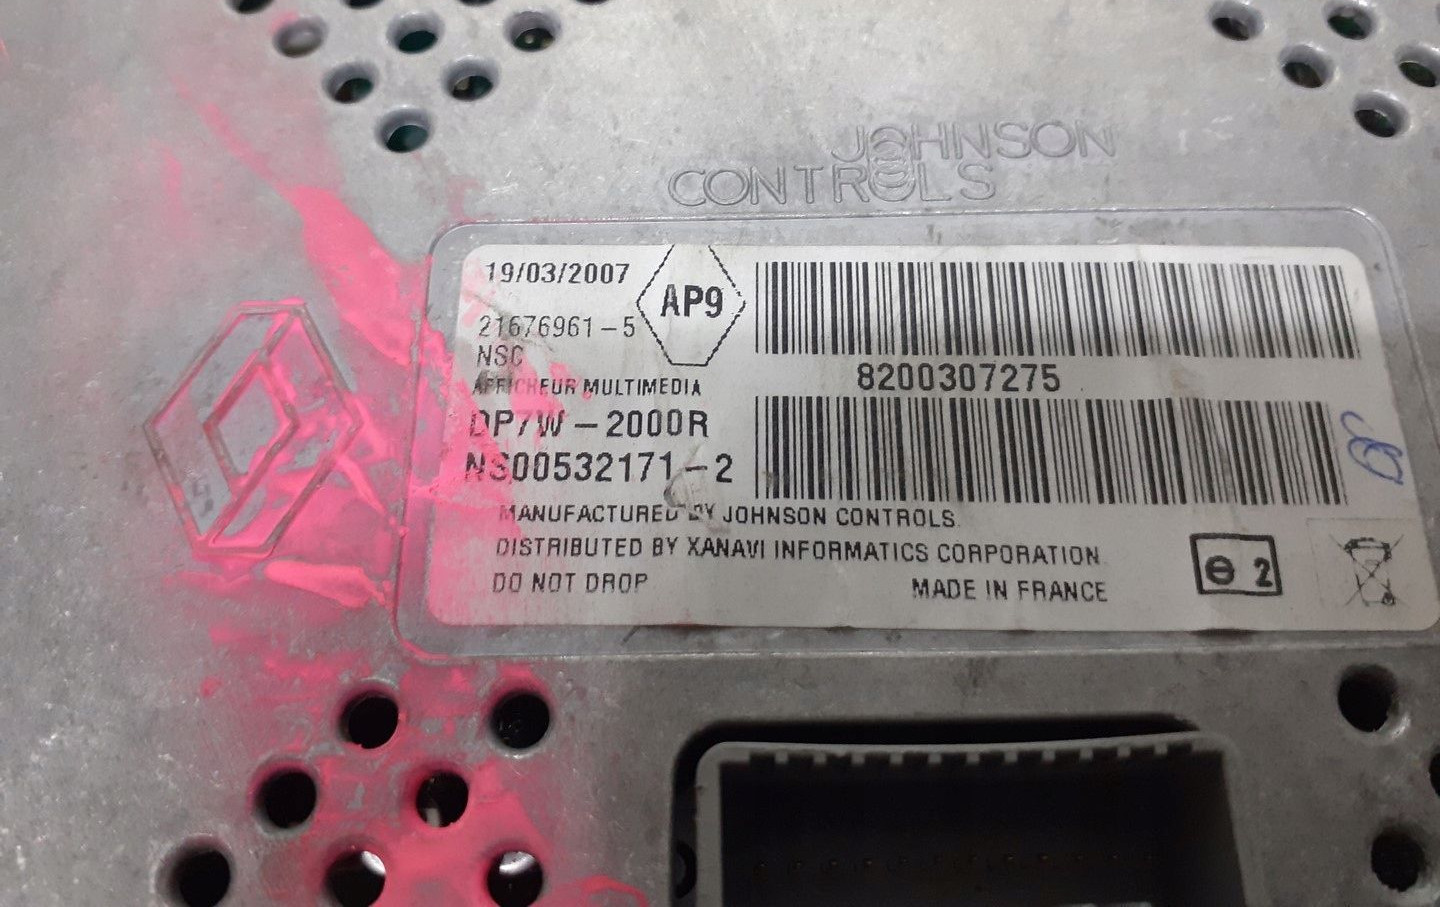 JOHNSON
CONTROLS
19/03/2007
AP9
21676961-5
NSC
AFFICHEUR MULTIMEDIA
8200307275
DP7W-2000R
NS00532171-2
MANUFACTURED BY JOHNSON CONTROLS.
DISTRIBUTED BY XANAVI INFORMATICS CORPORATION
DO NOT DROP
MADE IN FRANCE
2